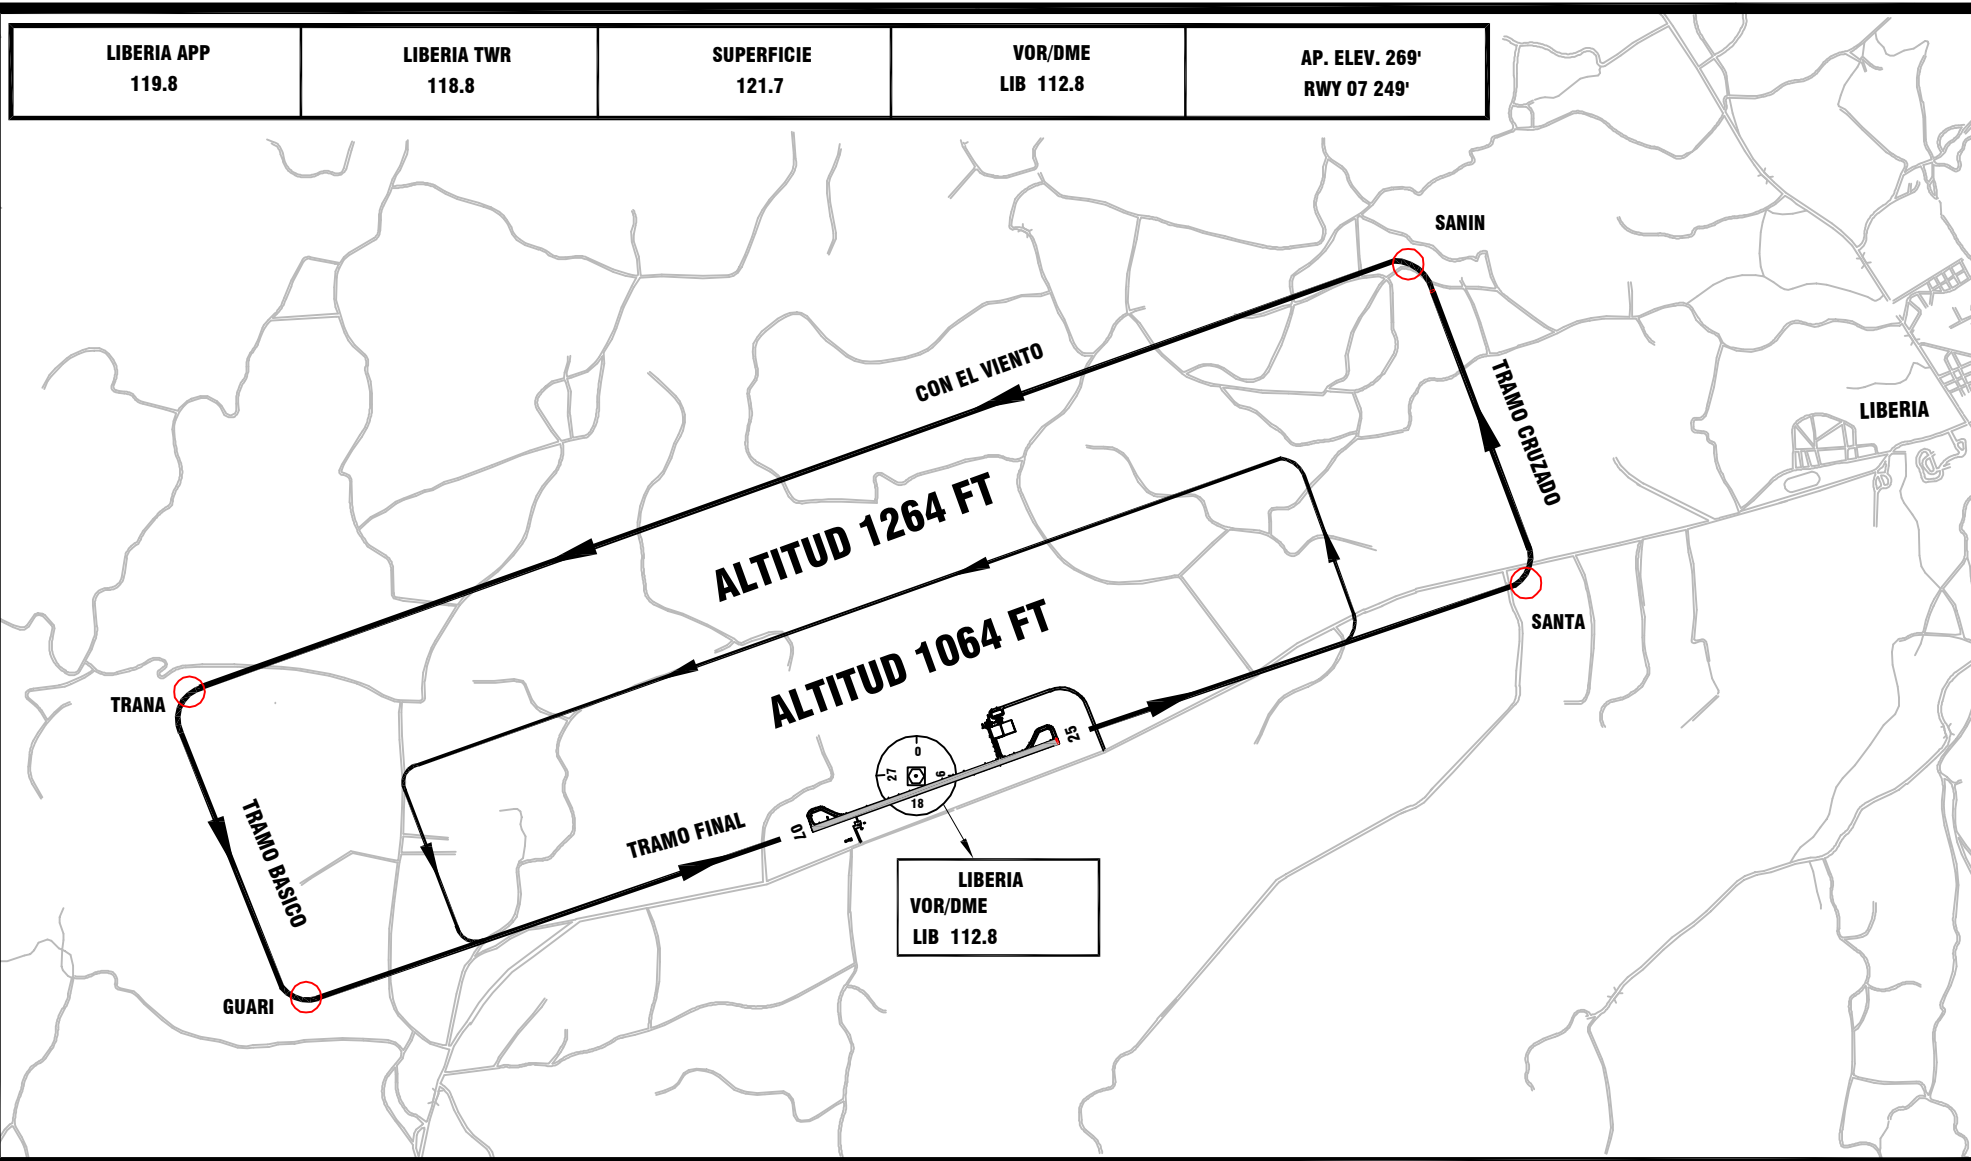 LIBERIA APP
119.8
LIBERIA TWR
118.8
SUPERFICIE
121.7
VOR/DME
LIB 112.8
AP. ELEV. 269'
RWY 07 249'
SANIN
CON EL VIENTO
TRAMO CRUZADO
LIBERIA
ALTITUD 1264 FT
ALTITUD 1064 FT
SANTA
TRANA
TRAMO BASICO
TRAMO FINAL
07
25
0
27
9
18
LIBERIA
VOR/DME
LIB 112.8
GUARI